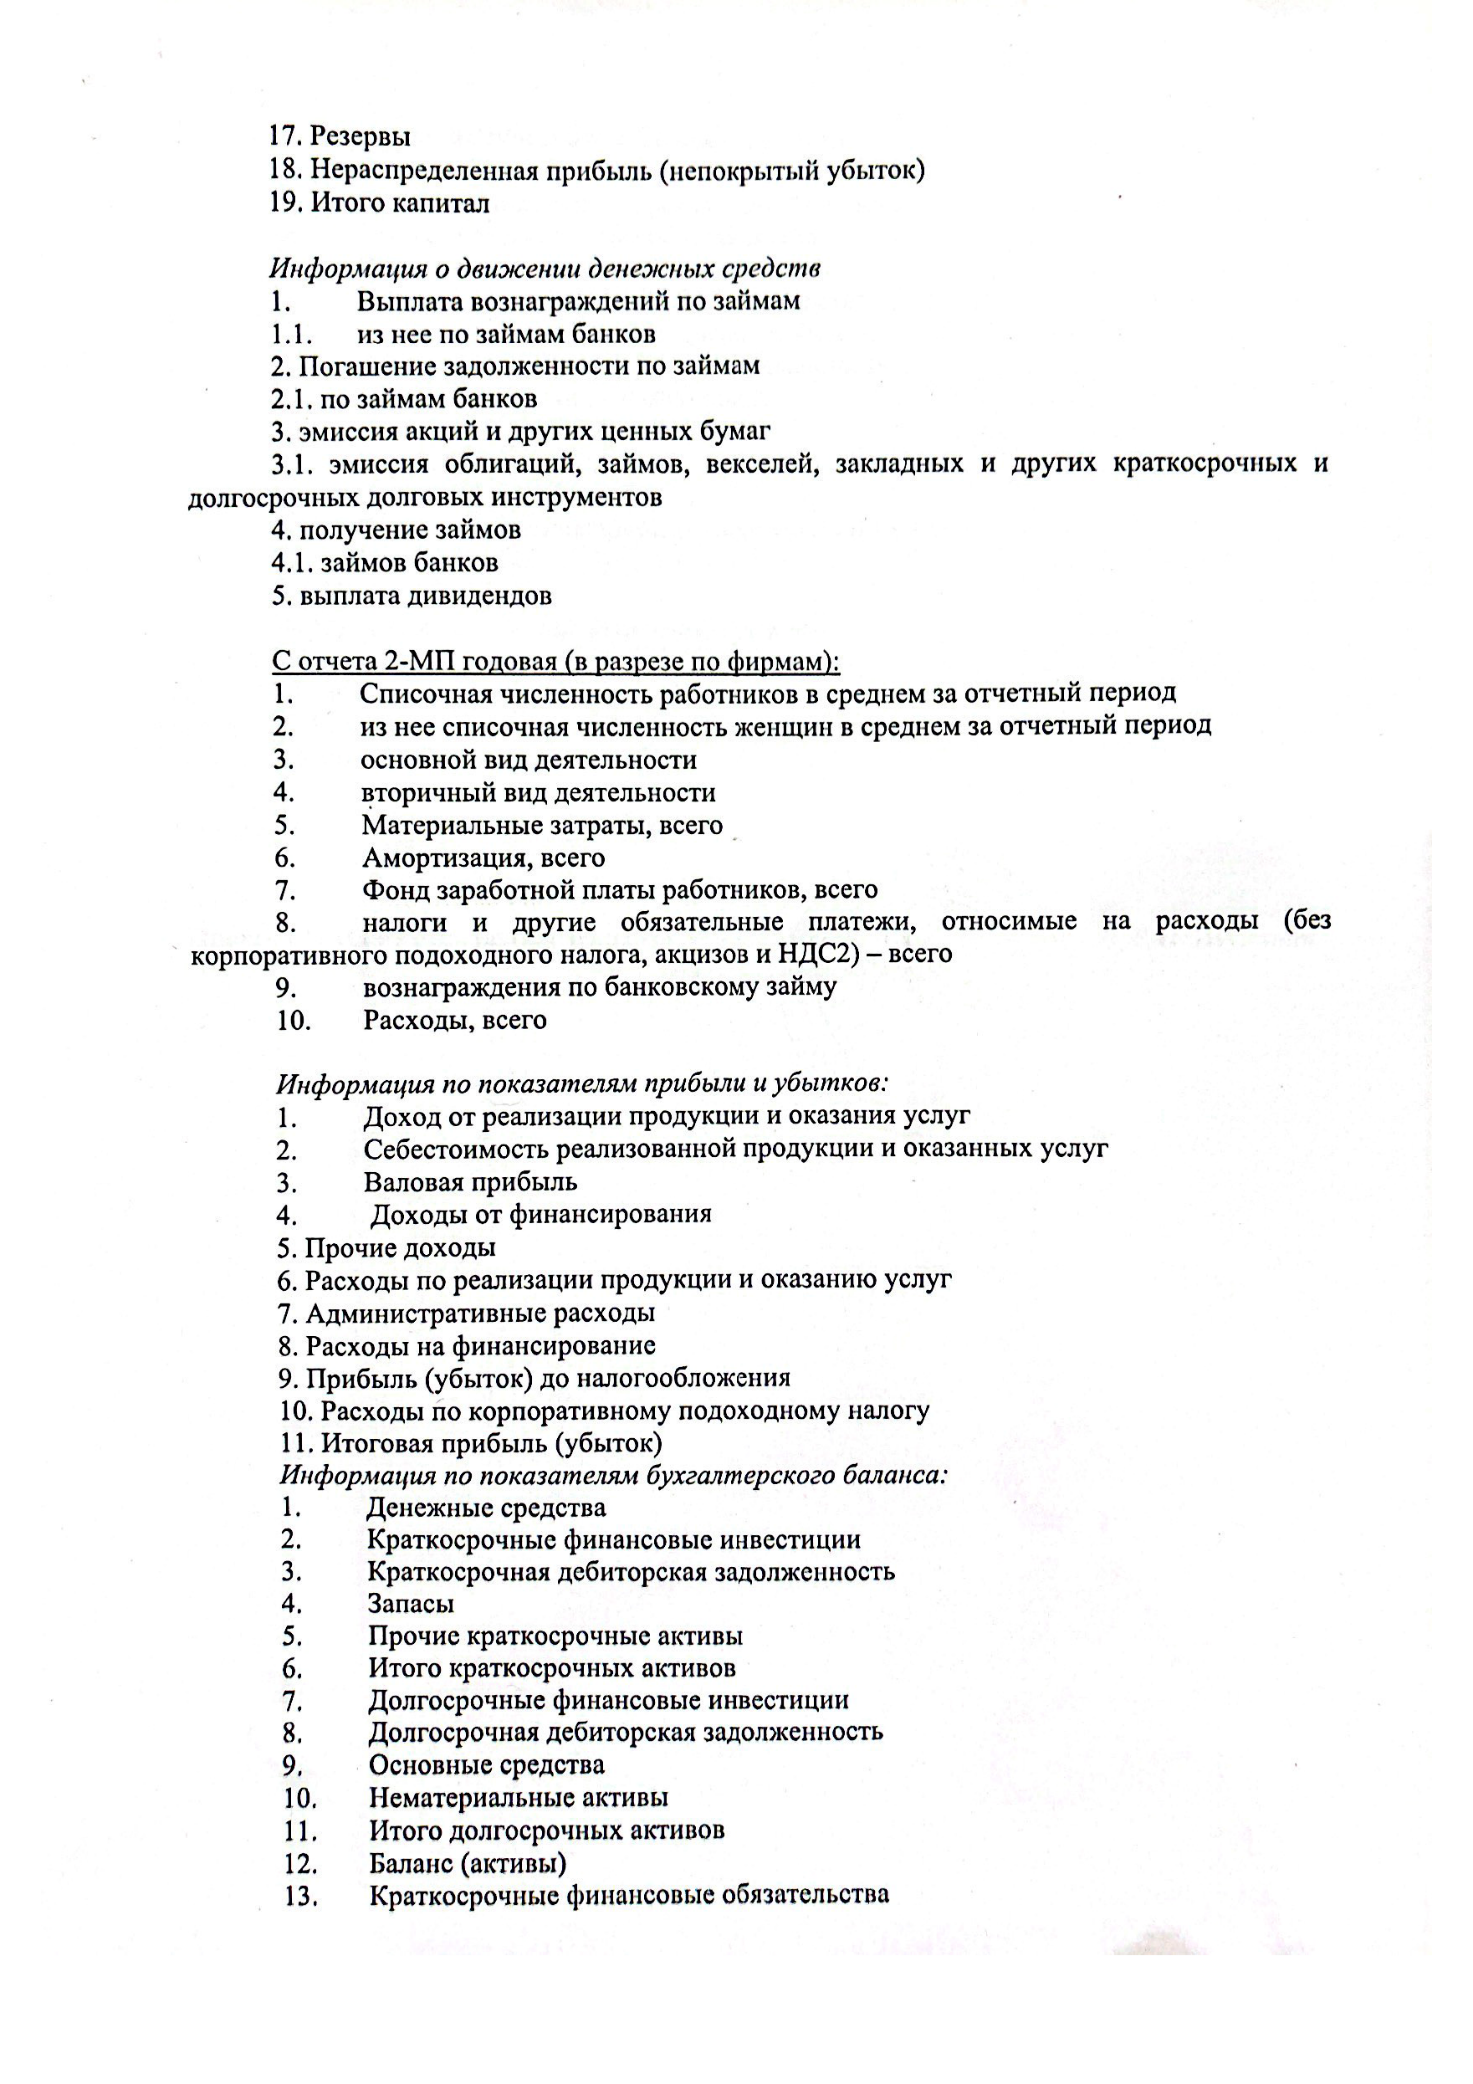 17. Резервы
18. Нераспределенная прибыль (непокрытый убыток)
19. Итого капитал
Информация о движении денежных средств
1. Выплата вознаграждений по займам
1.1. из нее по займам банков
2. Погашение задолженности по займам
2.1. по займам банков
3. эмиссия акций и других ценных бумаг
3.1. эмиссия облигаций, займов, векселей, закладных и других краткосрочных и
долгосрочных долговых инструментов
4. получение займов
4.1. займов банков
5. выплата дивидендов
С отчета 2-МП годовая (в разрезе по фирмам):
1. Списочная численность работников в среднем за отчетный период
2. из нее списочная численность женщин в среднем за отчетный период
3. основной вид деятельности
4. вторичный вид деятельности
5. Материальные затраты, всего
6. Амортизация, всего
7. Фонд заработной платы работников, всего
8. налоги и другие обязательные платежи, относимые на расходы (без
корпоративного подоходного налога, акцизов и НДС2) – всего
9. вознаграждения по банковскому займу
10. Расходы, всего
Информация по показателям прибыли и убытков:
1. Доход от реализации продукции и оказания услуг
2. Себестоимость реализованной продукции и оказанных услуг
3. Валовая прибыль
4. Доходы от финансирования
5. Прочие доходы
6. Расходы по реализации продукции и оказанию услуг
7. Административные расходы
8. Расходы на финансирование
9. Прибыль (убыток) до налогообложения
10. Расходы по корпоративному подоходному налогу
11. Итоговая прибыль (убыток)
Информация по показателям бухгалтерского баланса:
1. Денежные средства
2. Краткосрочные финансовые инвестиции
3. Краткосрочная дебиторская задолженность
4. Запасы
5. Прочие краткосрочные активы
6. Итого краткосрочных активов
7. Долгосрочные финансовые инвестиции
8. Долгосрочная дебиторская задолженность
9. Основные средства
10. Нематериальные активы
11. Итого долгосрочных активов
12. Баланс (активы)
13. Краткосрочные финансовые обязательства